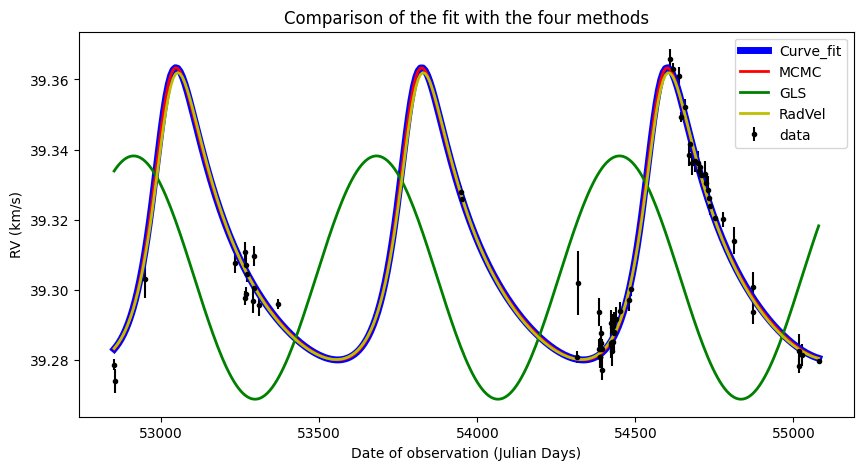 Comparison of the fit with the four methods
Curve_fit
MCMC
GLS
RadVel
data
39.36
39.34
39.32
39.30
39.28
RV (km/s)
53000
53500
54000
54500
55000
Date of observation (Julian Days)